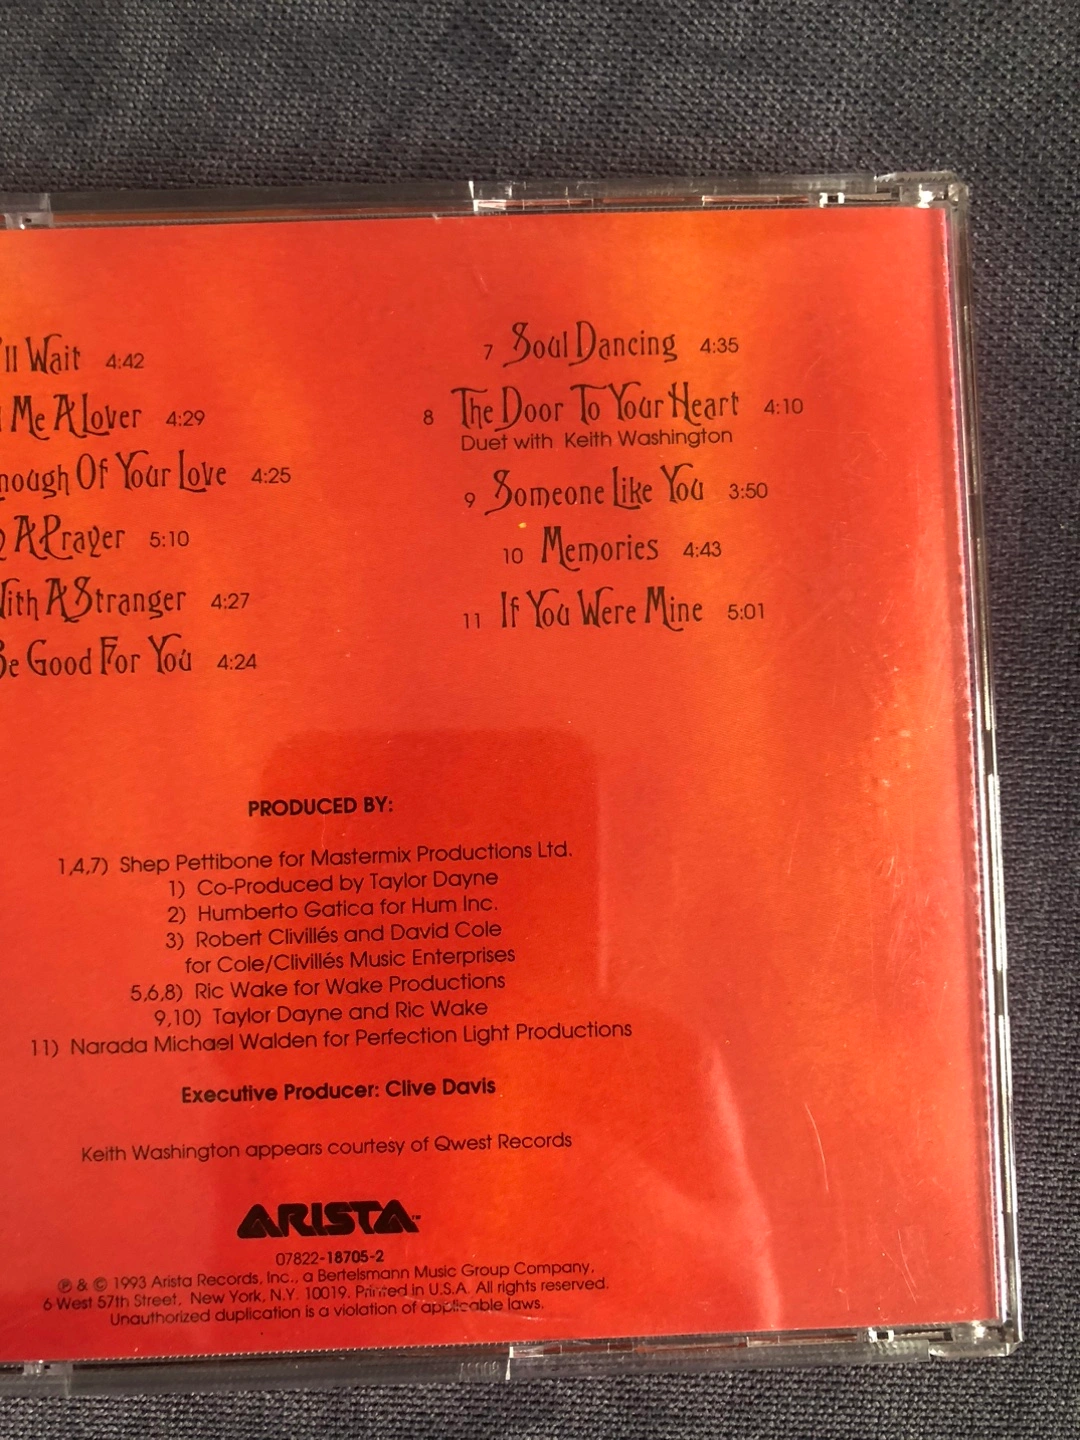 'll Wait 4:42
Me A Lover 4:29
Of Your Love 4:25
A Prayer 5:10
With A Stranger 4:27
Be Good For You 4:24
7 Soul Dancing 4:35
8 The Door To Your Heart 4:10
Duet with Keith Washington
9 Someone Like You 3:50
10 Memories 4:43
11 If You Were Mine 5:01
PRODUCED BY:
1,4,7) Shep Pettibone for Mastermix Productions Ltd.
1) Co-Produced by Taylor Dayne
2) Humberto Gatica for Hum Inc.
3) Robert Clivillés and David Cole
for Cole/Clivillés Music Enterprises
5,6,8) Ric Wake for Wake Productions
9,10) Taylor Dayne and Ric Wake
11) Narada Michael Walden for Perfection Light Productions
Executive Producer: Clive Davis
Keith Washington appears courtesy of Qwest Records
ARISTA™
07822-18705-2
℗ & © 1993 Arista Records, Inc., a Bertelsmann Music Group Company,
6 West 57th Street, New York, N.Y. 10019. Printed In U.S.A. All rights reserved.
Unauthorized duplication is a violation of applicable laws.